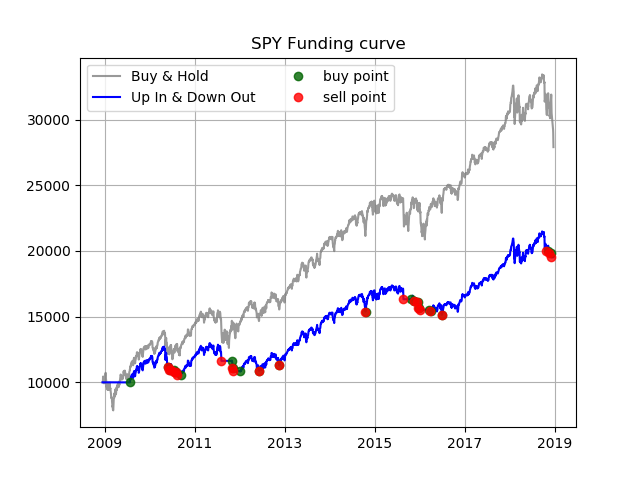 SPY Funding curve
Buy & Hold
Up In & Down Out
buy point
sell point
30000
25000
20000
15000
10000
2009 2011 2013 2015 2017 2019